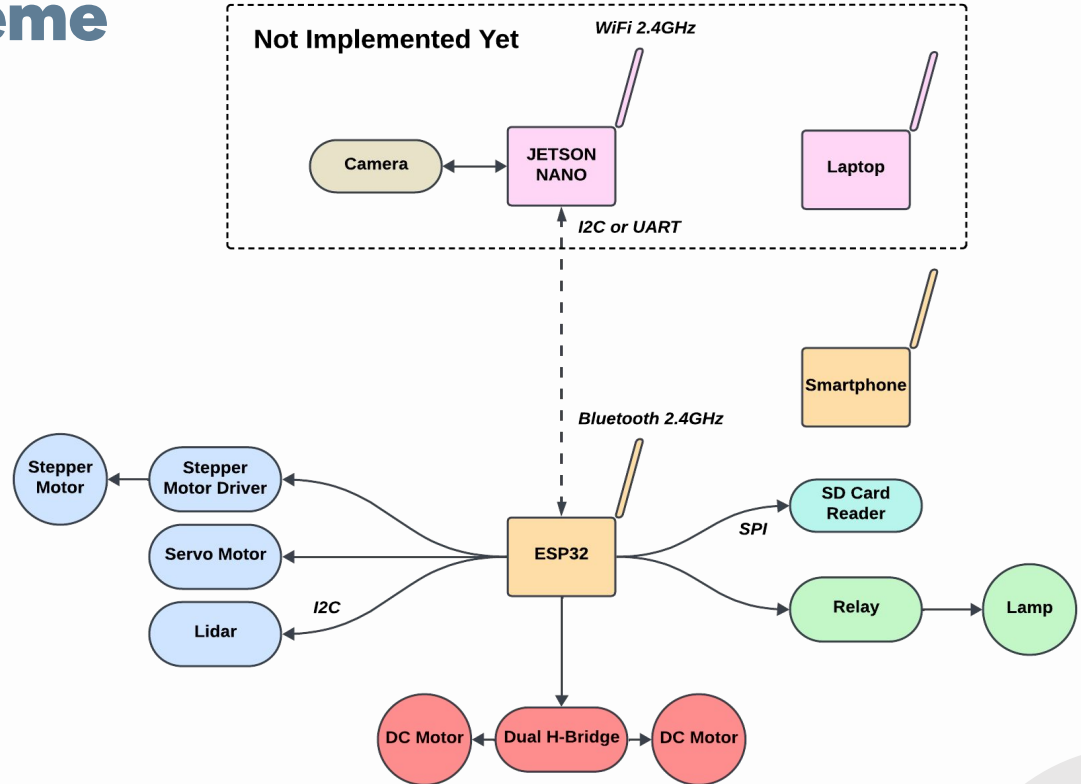 eme
Not Implemented Yet
WiFi 2.4GHz
Camera
JETSON
NANO
Laptop
I2C or UART
Smartphone
Bluetooth 2.4GHz
Stepper
Motor
Stepper
Motor Driver
SD Card
Reader
SPI
Servo Motor
ESP32
I2C
Lidar
Relay
Lamp
DC Motor
Dual H-Bridge
DC Motor